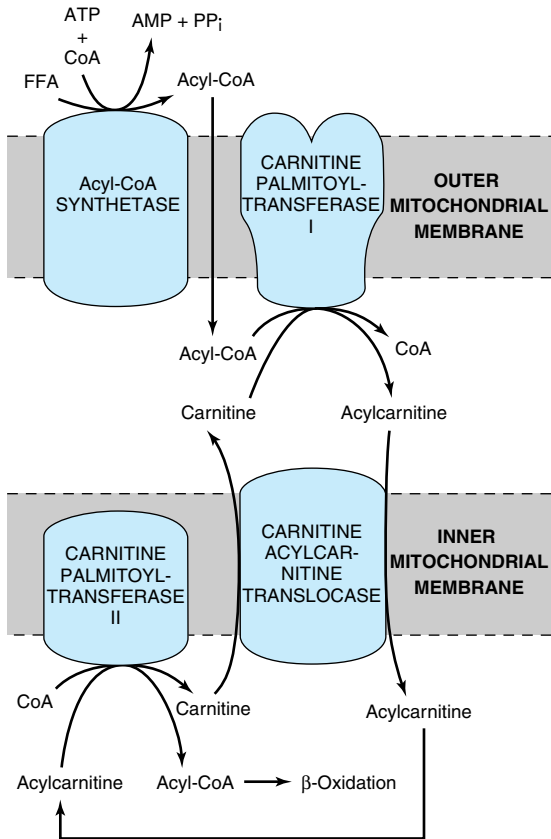 ATP
+
CoA
AMP + PPi
FFA
Acyl-CoA
Acyl-CoA
SYNTHETASE
CARNITINE
PALMITOYL-
TRANSFERASE
I
OUTER
MITOCHONDRIAL
MEMBRANE
Acyl-CoA
CoA
Carnitine
Acylcarnitine
CARNITINE
PALMITOYL-
TRANSFERASE
II
CARNITINE
ACYLCAR-
NITINE
TRANSLOCASE
INNER
MITOCHONDRIAL
MEMBRANE
CoA
Carnitine
Acylcarnitine
Acylcarnitine
Acyl-CoA
β-Oxidation